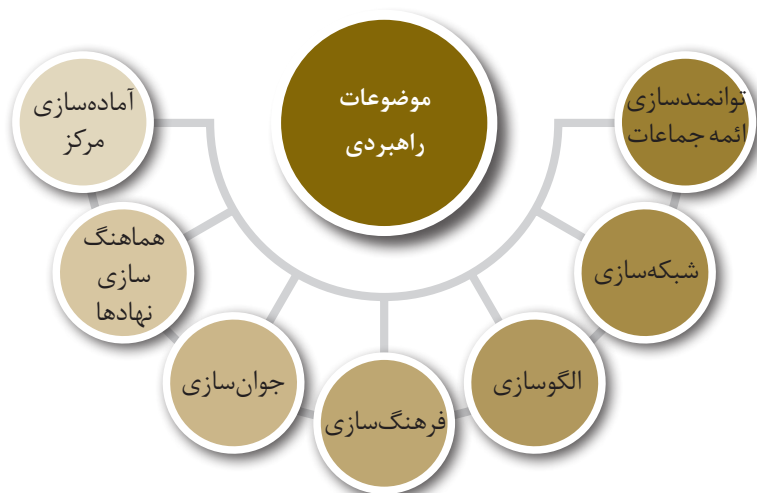 موضوعات
راهبردی
توانمندسازی
ائمه جماعات
شبکه‌سازی
الگوسازی
فرهنگ‌سازی
جوان‌سازی
هماهنگ
سازی
نهادها
آماده‌سازی
مرکز